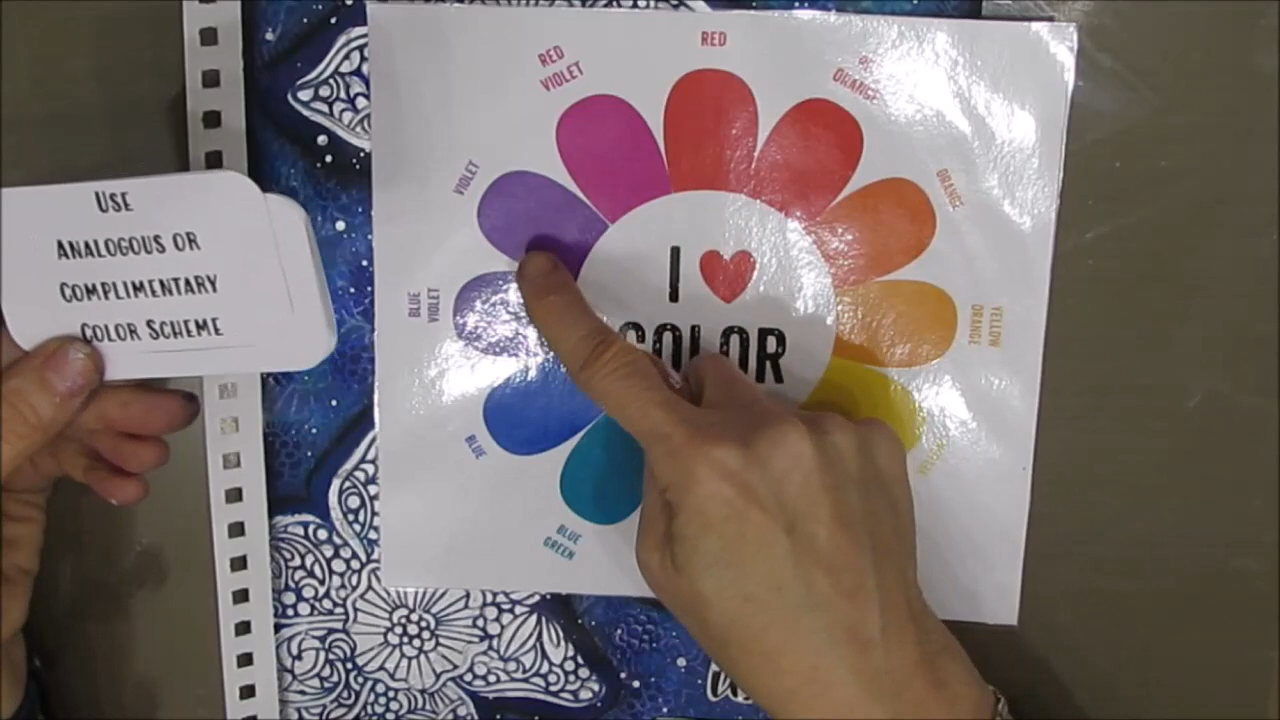 USE
ANALOGOUS OR
COMPLIMENTARY
COLOR SCHEME
RED
RED
VIOLET
ORANGE
VIOLET
ORANGE
BLUE
VIOLET
YELLOW
ORANGE
I ♥
COLOR
BLUE
BLUE
GREEN